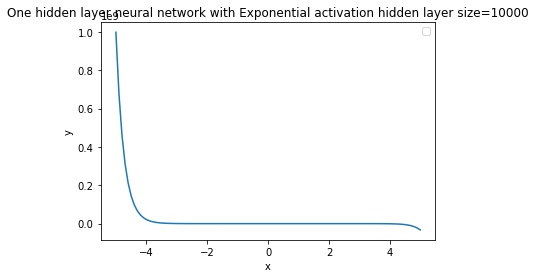 One hidden layer neural network with Exponential activation hidden layer size=10000
1e9
1.0
0.8
0.6
0.4
0.2
0.0
y
−4 −2 0 2 4
x